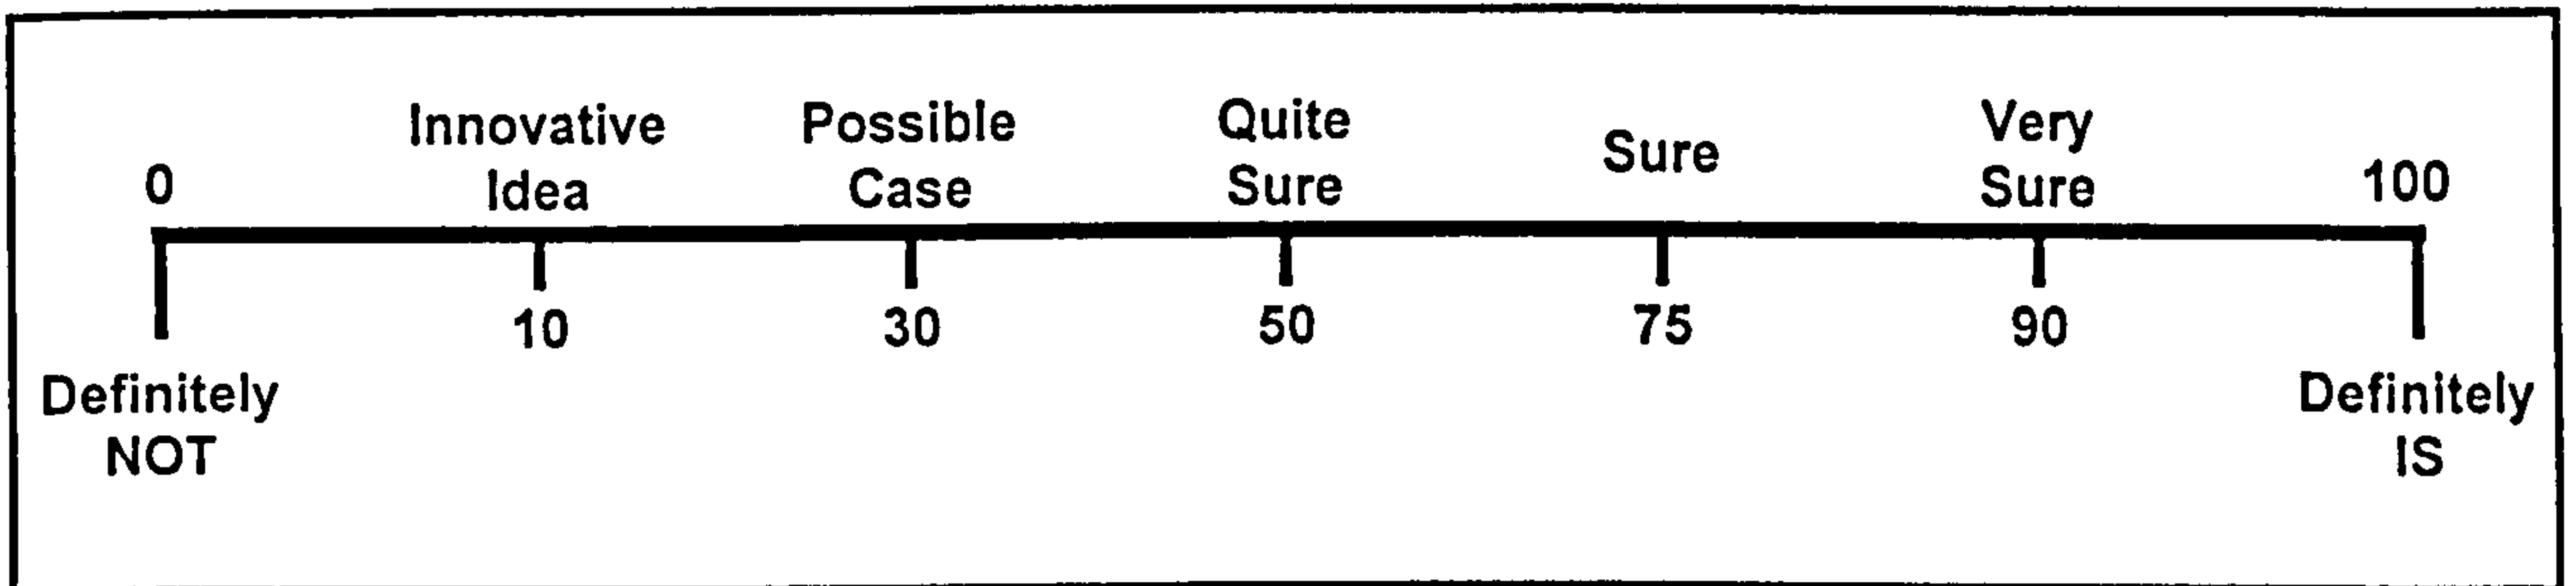 Innovative Idea
Possible Case
Quite Sure
Sure
Very Sure
0
100
10
30
50
75
90
Definitely NOT
Definitely IS